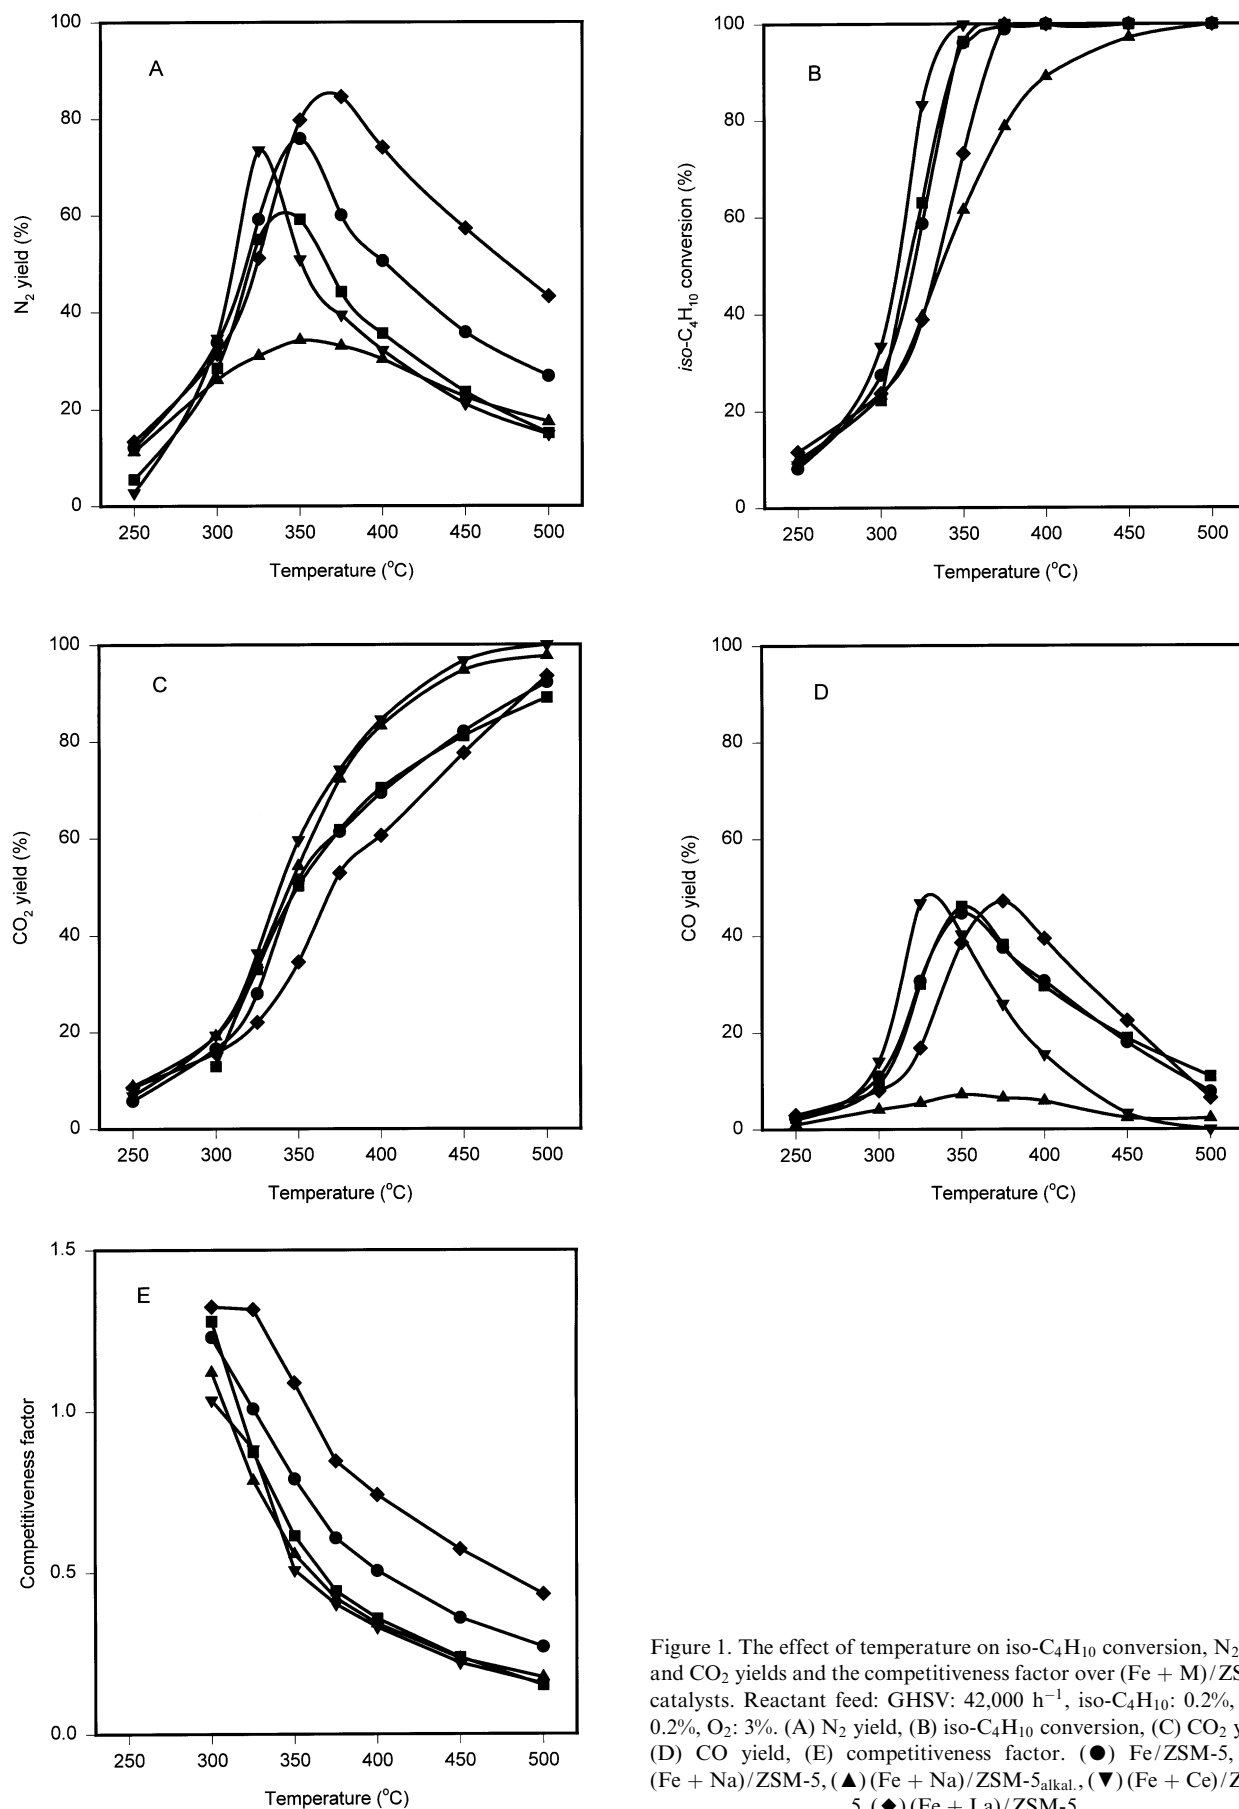 A
100
80
60
40
20
0
N2 yield (%)
250 300 350 400 450 500
Temperature (°C)
B
100
80
60
40
20
0
iso-C4H10 conversion (%)
250 300 350 400 450 500
Temperature (°C)
C
100
80
60
40
20
0
CO2 yield (%)
250 300 350 400 450 500
Temperature (°C)
D
100
80
60
40
20
0
CO yield (%)
250 300 350 400 450 500
Temperature (°C)
E
1.5
1.0
0.5
0.0
Competitiveness factor
250 300 350 400 450 500
Temperature (°C)
Figure 1. The effect of temperature on iso-C4H10 conversion, N2
and CO2 yields and the competitiveness factor over (Fe + M)/ZS
catalysts. Reactant feed: GHSV: 42,000 h−1, iso-C4H10: 0.2%,
0.2%, O2: 3%. (A) N2 yield, (B) iso-C4H10 conversion, (C) CO2 y
(D) CO yield, (E) competitiveness factor. (●) Fe/ZSM-5,
(Fe + Na)/ZSM-5, (▲) (Fe + Na)/ZSM-5alkal., (▼) (Fe + Ce)/Z
5, (◆) (Fe + La)/ZSM-5